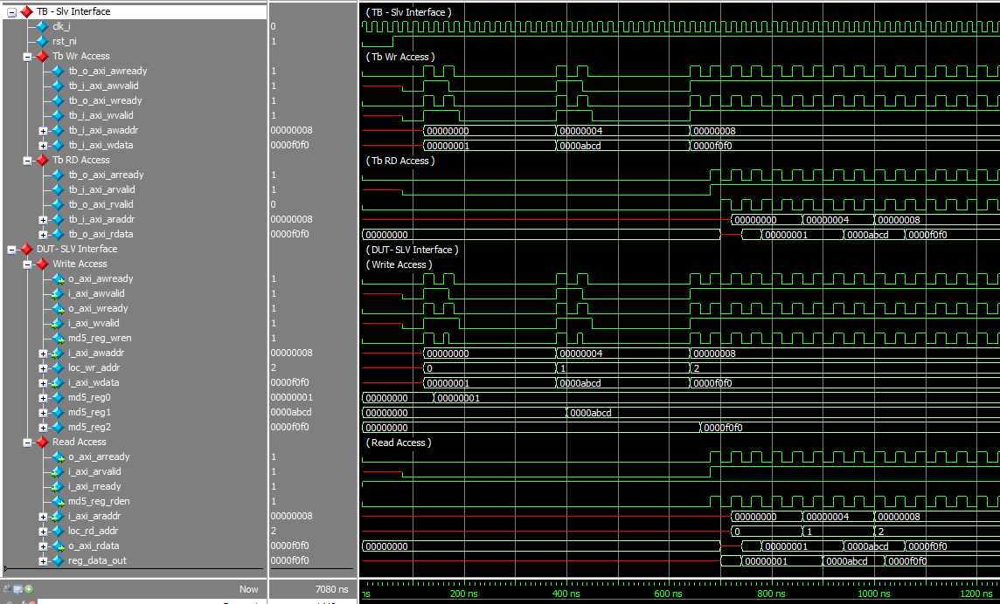 TB - Slv Interface ( TB - Slv Interface )
clk_i 0
rst_ni 1
Tb Wr Access ( Tb Wr Access )
tb_o_axi_awready 1
tb_i_axi_awvalid 1
tb_o_axi_wready 1
tb_i_axi_wvalid 1
tb_i_axi_awaddr 00000008 00000000 00000004 00000008
tb_i_axi_wdata 0000f0f0 00000001 0000abcd 0000f0f0
Tb RD Access ( Tb RD Access )
tb_o_axi_arready 1
tb_i_axi_arvalid 1
tb_o_axi_rvalid 0
tb_i_axi_araddr 00000008 00000000 00000004 00000008
tb_o_axi_rdata 0000f0f0 00000000 00000001 0000abcd 0000f0f0
DUT- SLV Interface ( DUT- SLV Interface )
Write Access ( Write Access )
o_axi_awready 1
i_axi_awvalid 1
o_axi_wready 1
i_axi_wvalid 1
md5_reg_wren 1
i_axi_awaddr 00000008 00000000 00000004 00000008
loc_wr_addr 2 0 1 2
i_axi_wdata 0000f0f0 00000001 0000abcd 0000f0f0
md5_reg0 00000001 00000000 00000001
md5_reg1 0000abcd 00000000 0000abcd
md5_reg2 0000f0f0 00000000 0000f0f0
Read Access ( Read Access )
o_axi_arready 1
i_axi_arvalid 1
i_axi_rready 1
md5_reg_rden 1
i_axi_araddr 00000008 00000000 00000004 00000008
loc_rd_addr 2 0 1 2
o_axi_rdata 0000f0f0 00000000 00000001 0000abcd 0000f0f0
reg_data_out 0000f0f0 00000001 0000abcd 0000f0f0
Now 7080 ns ns 200 ns 400 ns 600 ns 800 ns 1000 ns 1200 ns